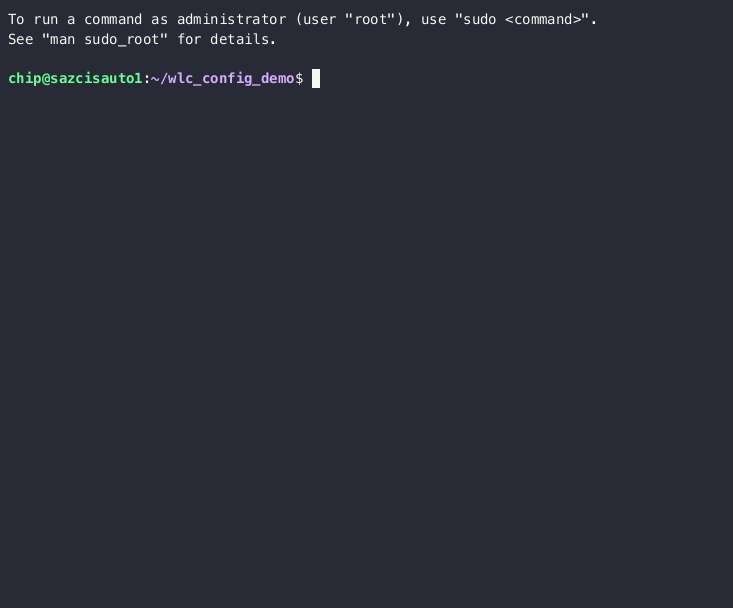 To run a command as administrator (user "root"), use "sudo <command>".
See "man sudo_root" for details.
chip@sazcisauto1:~/wlc_config_demo$